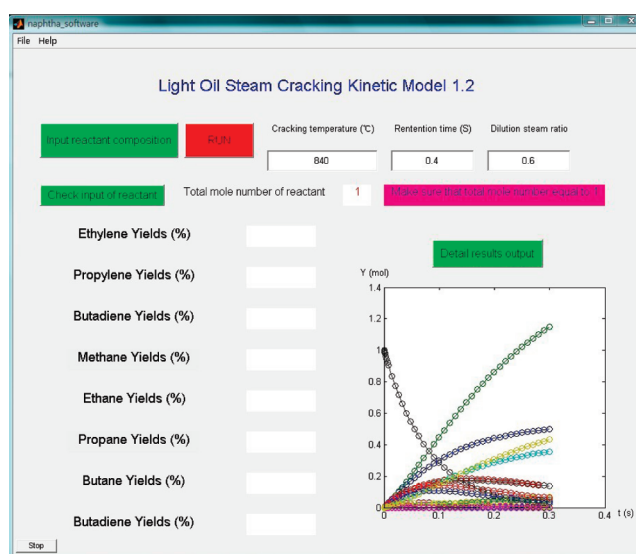 naphtha_software
File Help
Light Oil Steam Cracking Kinetic Model 1.2
Input reactant composition
RUN
Cracking temperature (℃)
Rentention time (S)
Dilution steam ratio
840
0.4
0.6
Check input of reactant
Total mole number of reactant
1
Make sure that total mole number equal to 1
Ethylene Yields (%)
Propylene Yields (%)
Butadiene Yields (%)
Methane Yields (%)
Ethane Yields (%)
Propane Yields (%)
Butane Yields (%)
Butadiene Yields (%)
Detail results output
Y (mol)
1.4
1.2
1
0.8
0.6
0.4
0.2
0
0 0.1 0.2 0.3 0.4 t (s)
Stop